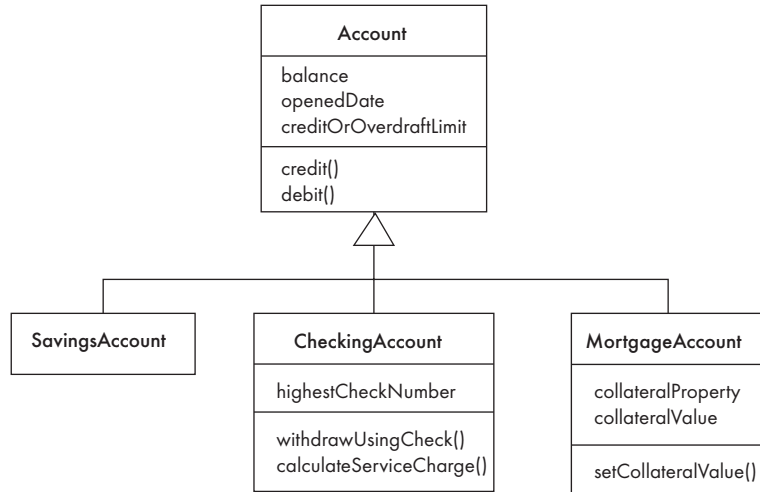 Account
balance
openedDate
creditOrOverdraftLimit
credit()
debit()
SavingsAccount
CheckingAccount
highestCheckNumber
withdrawUsingCheck()
calculateServiceCharge()
MortgageAccount
collateralProperty
collateralValue
setCollateralValue()